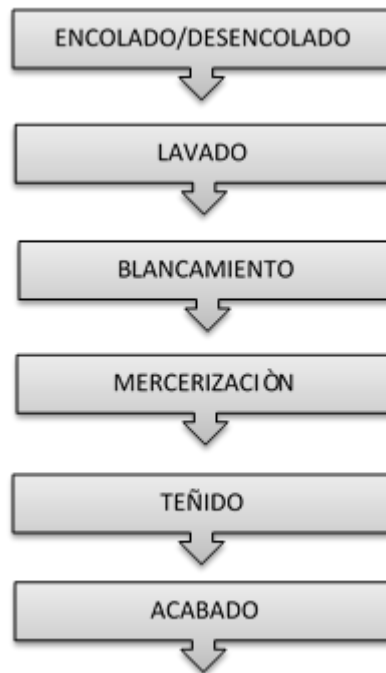 ENCOLADO/DESENCOLADO
LAVADO
BLANCAMIENTO
MERCERIZACIÒN
TEÑIDO
ACABADO